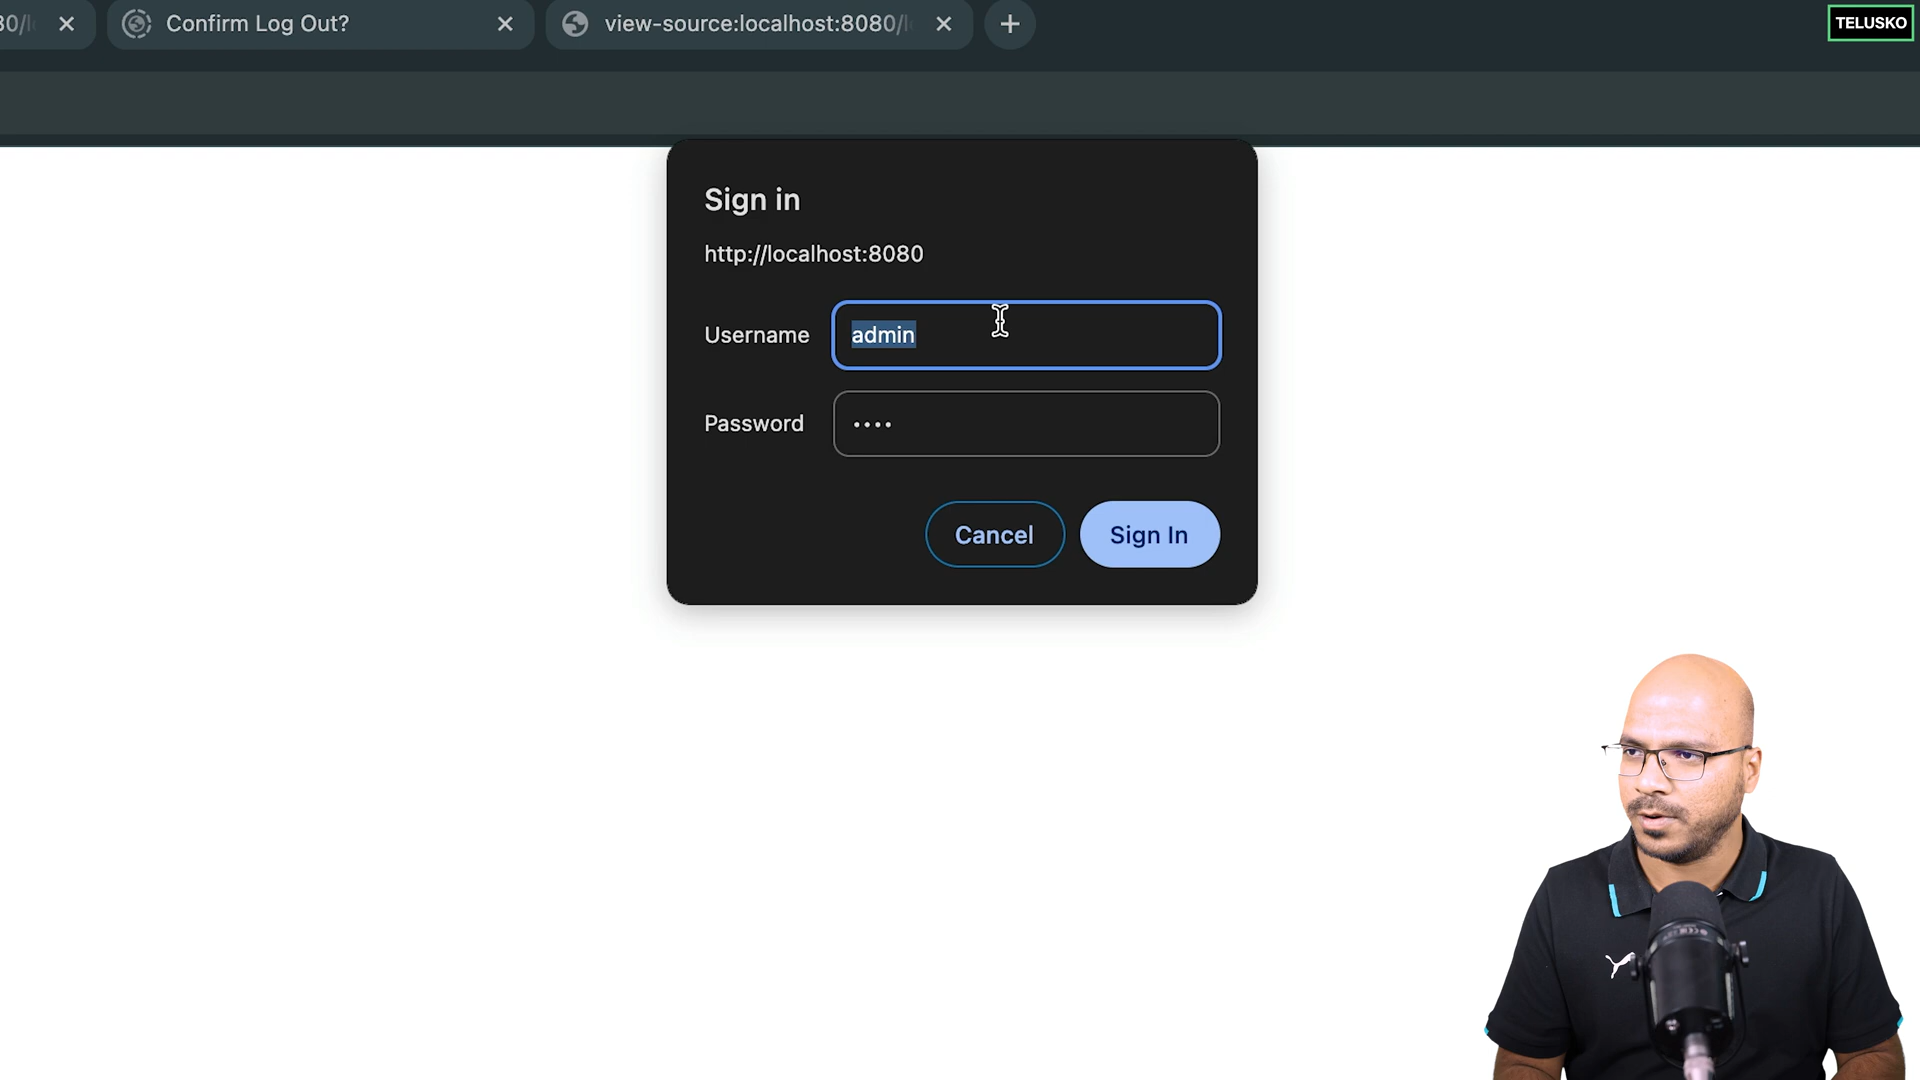 30/
Confirm Log Out?
view-source:localhost:8080/l
TELUSKO
Sign in
http://localhost:8080
Username
admin
Password
Cancel
Sign In